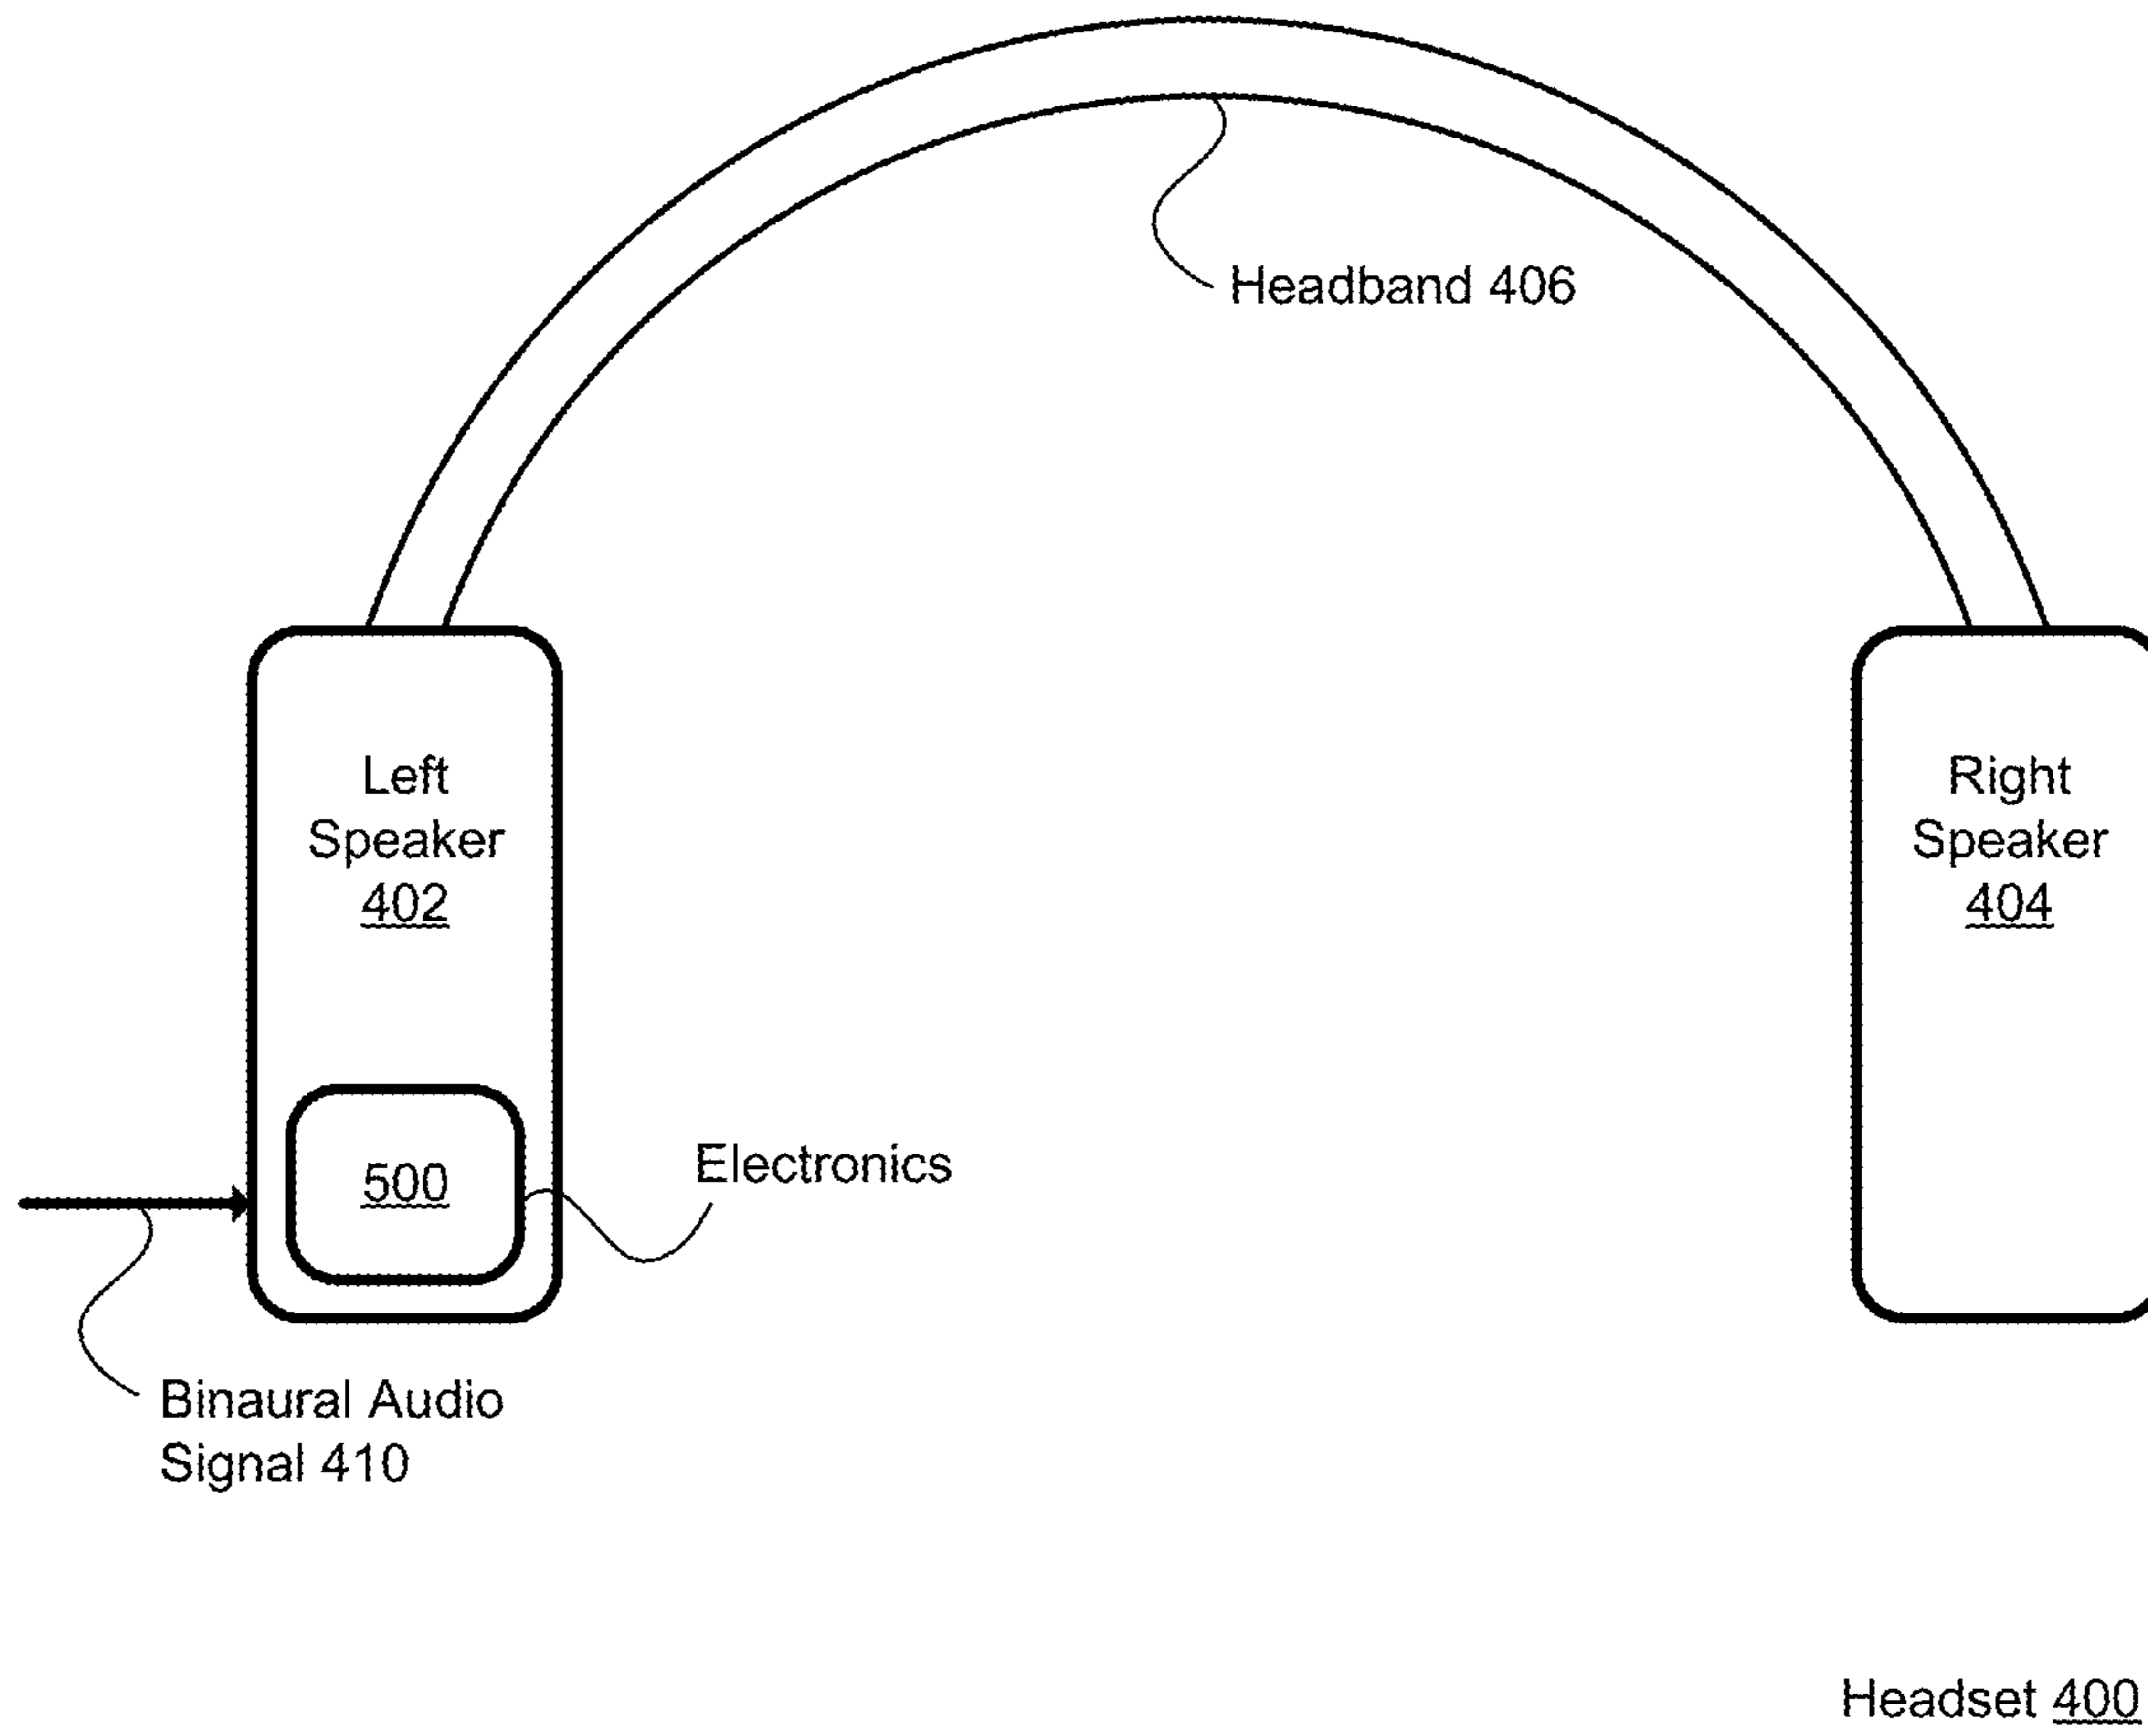 Headband 406
Left
Speaker
402
Right
Speaker
404
500
Electronics
Binaural Audio
Signal 410
Headset 400